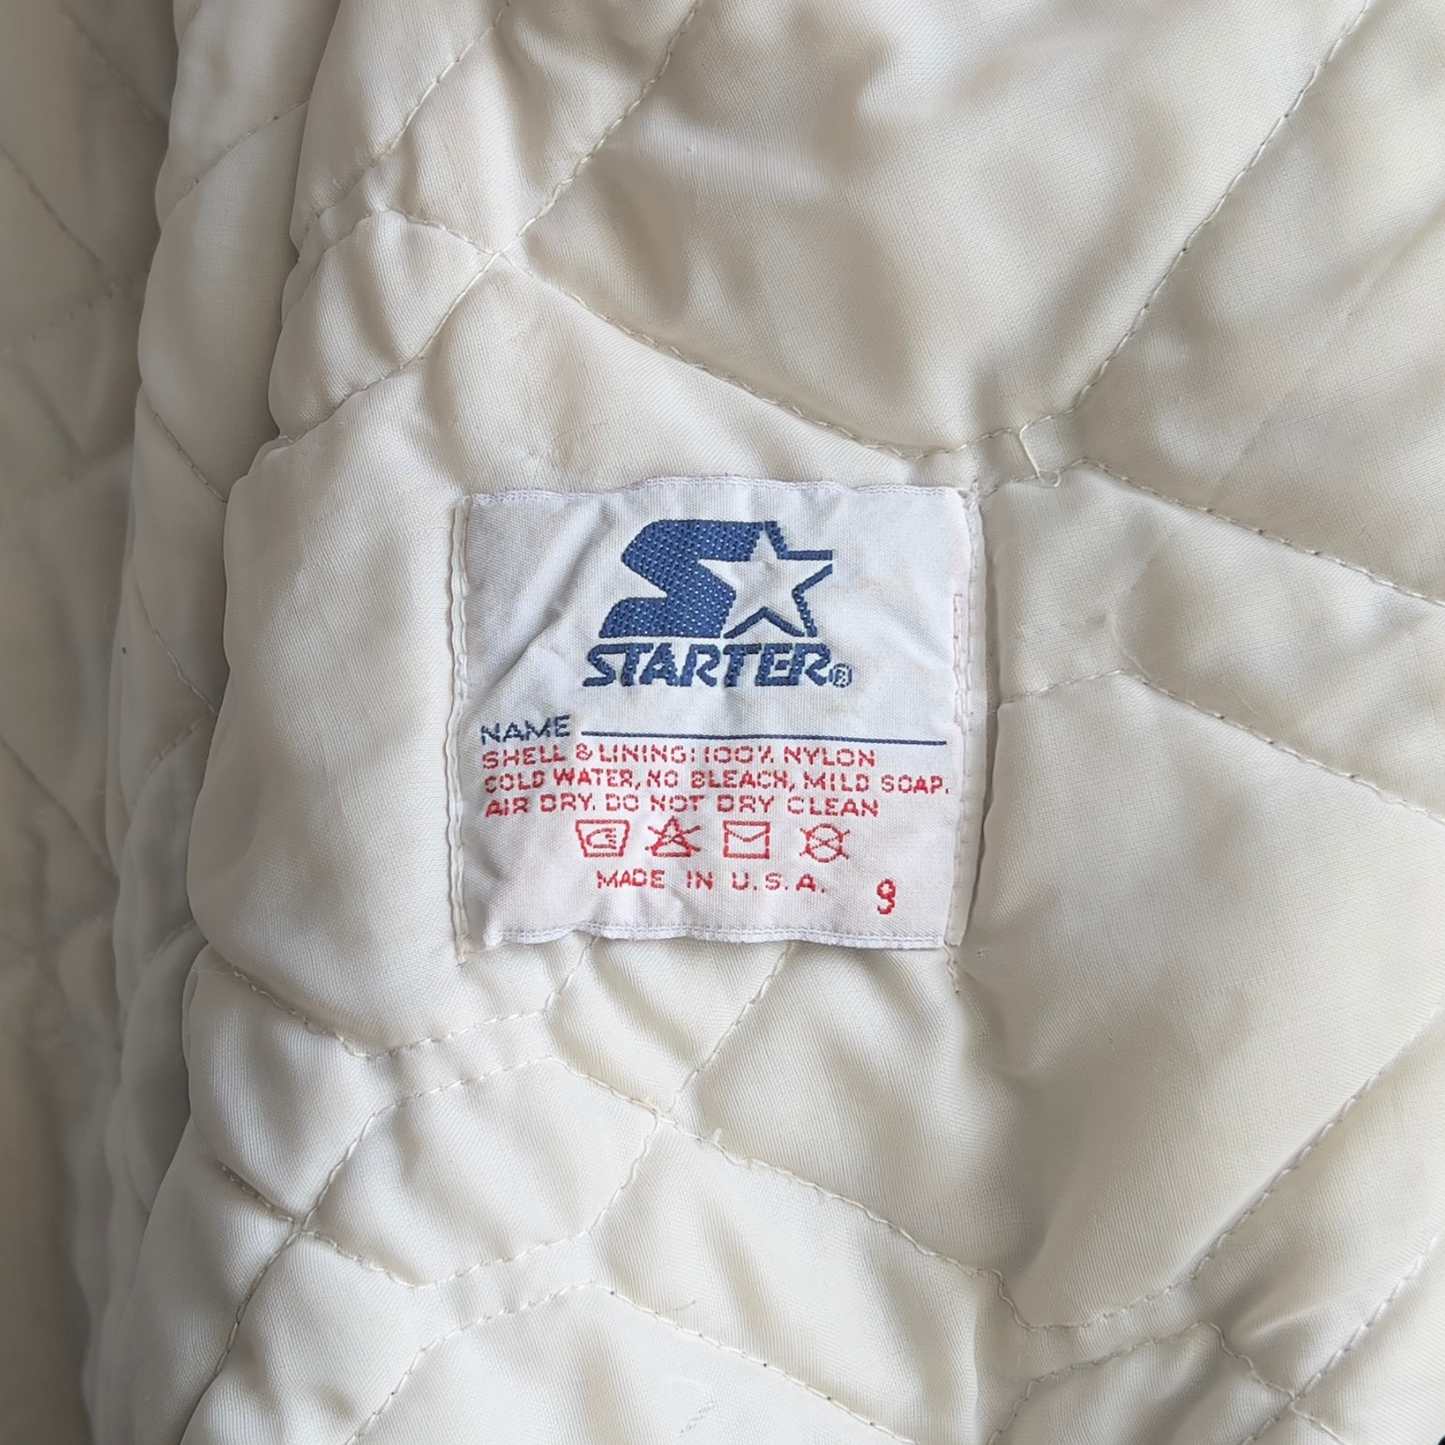 STARTER®
NAME
SHELL & LINING: 100% NYLON
COLD WATER, NO BLEACH, MILD SOAP.
AIR DRY. DO NOT DRY CLEAN
MADE IN U.S.A. 9